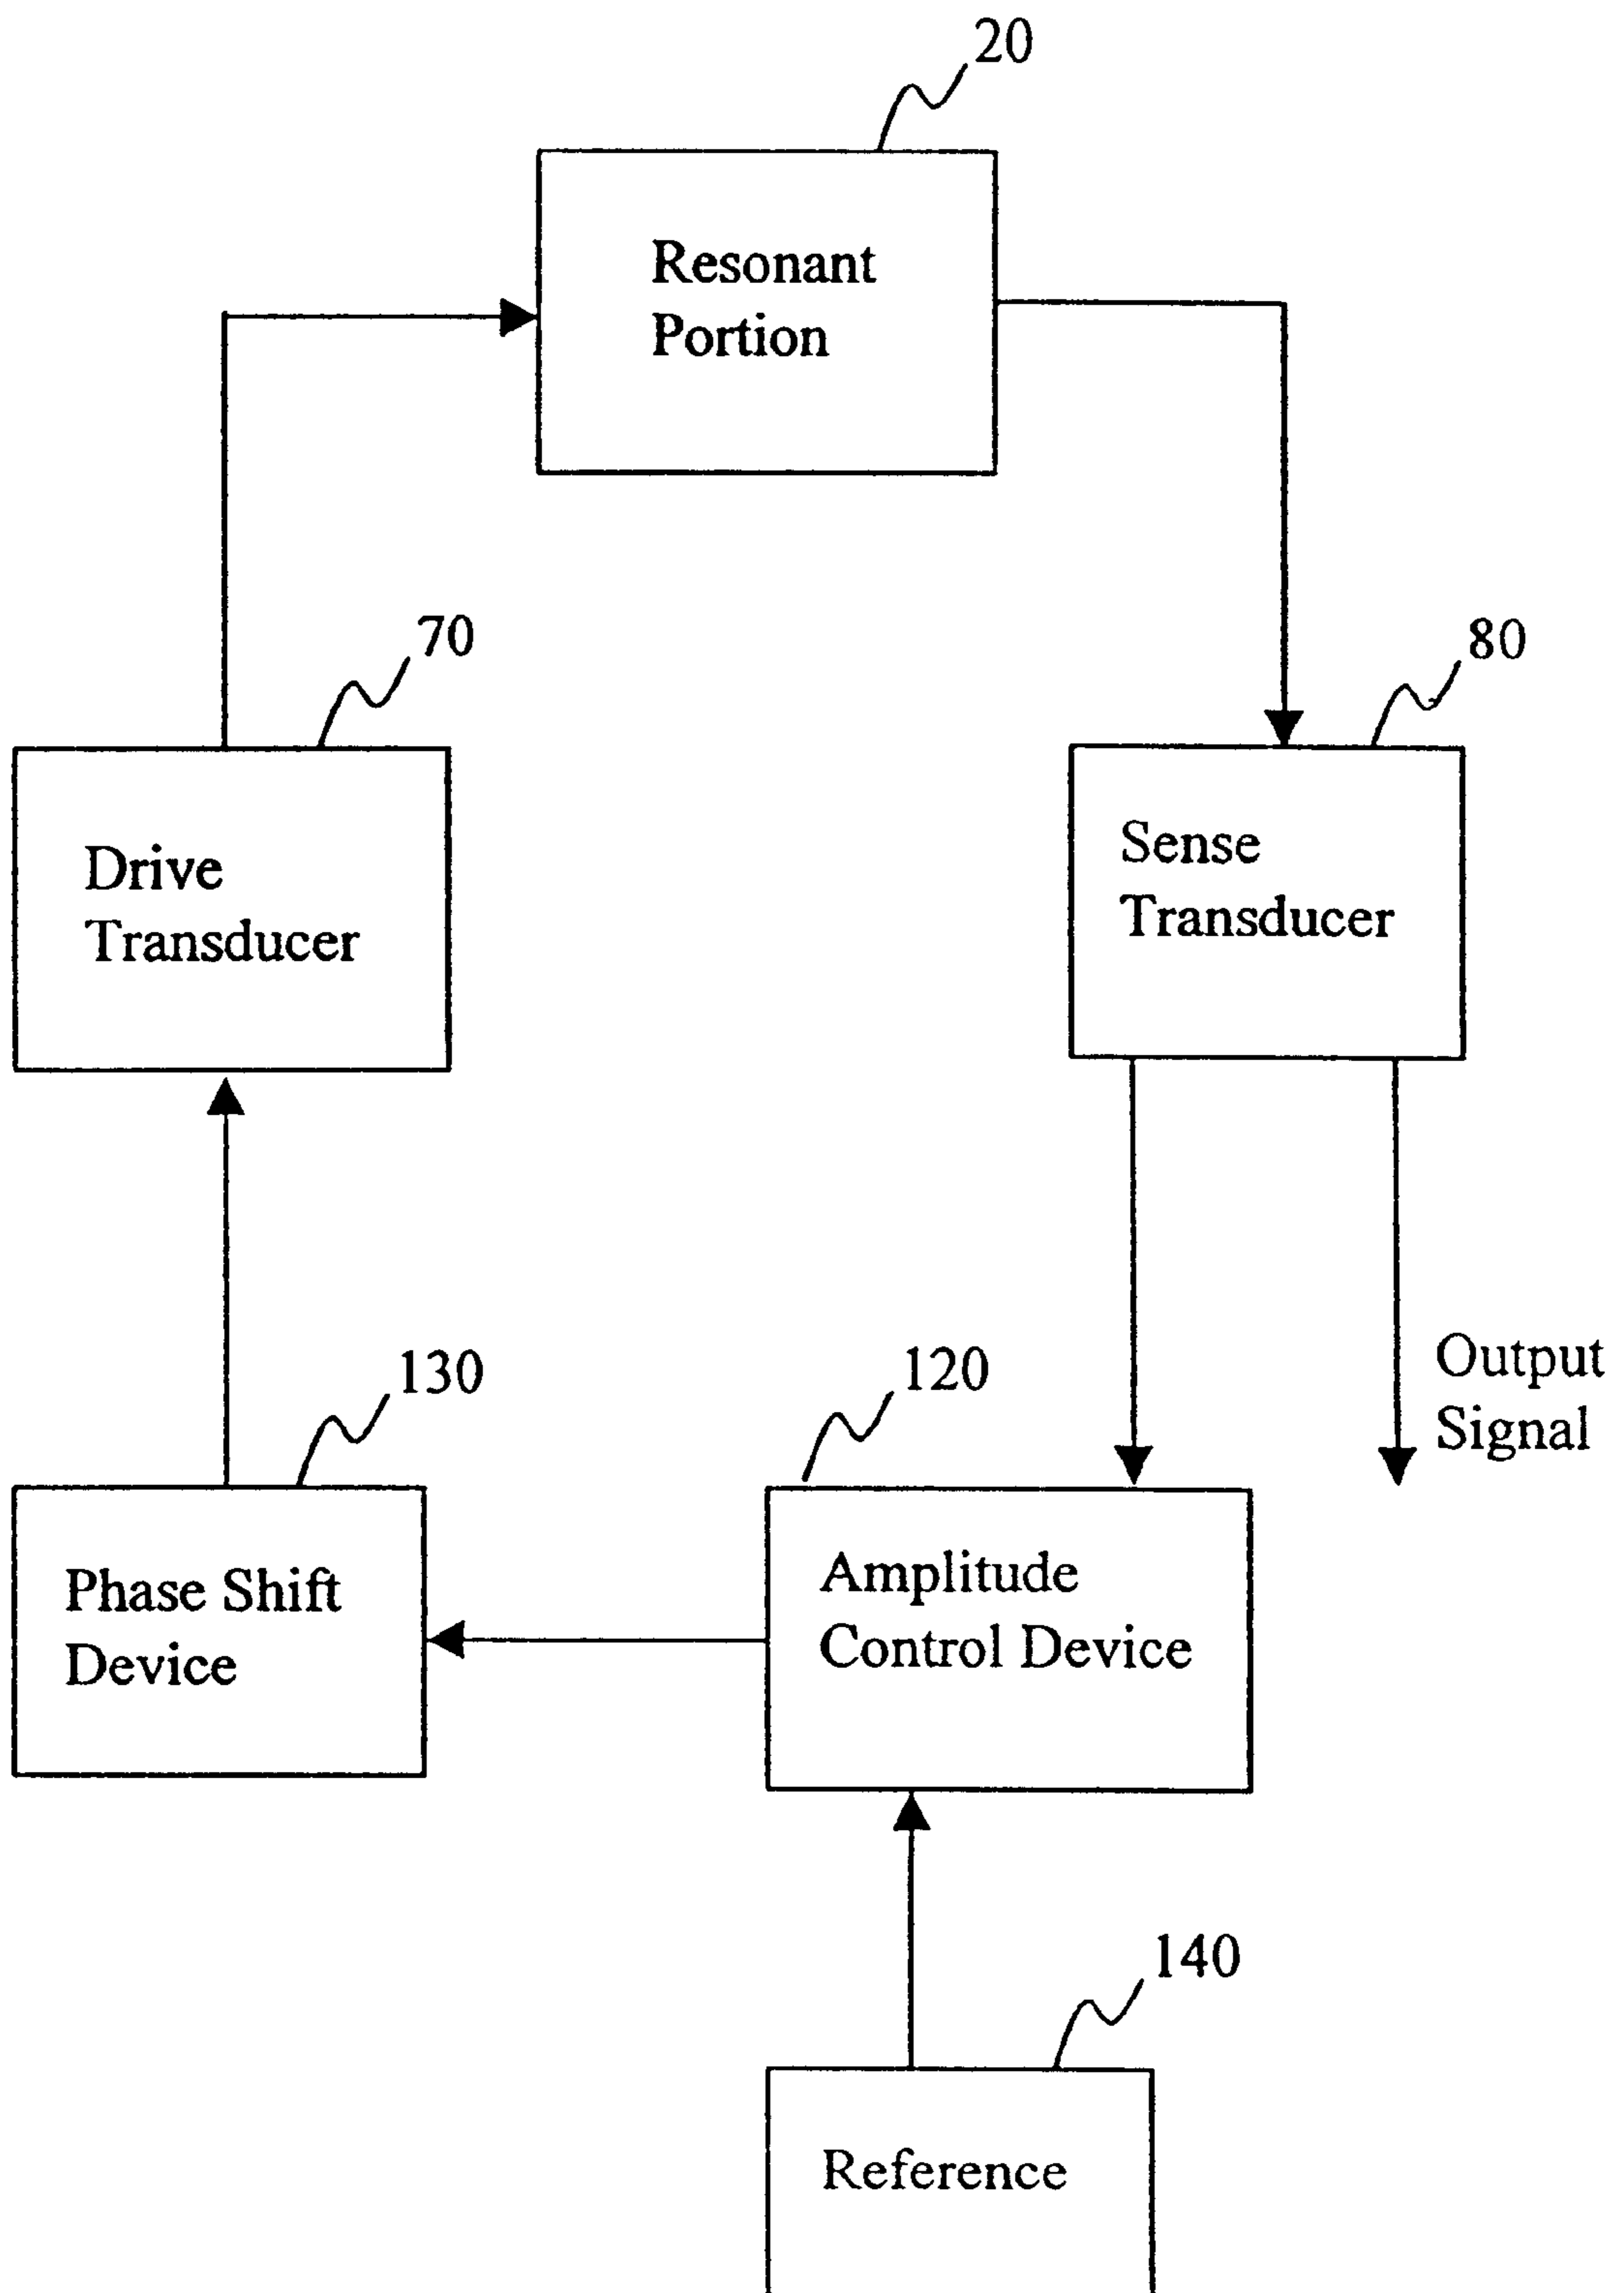 20
Resonant
Portion
70
80
Drive
Transducer
Sense
Transducer
Output
Signal
130
120
Phase Shift
Device
Amplitude
Control Device
140
Reference